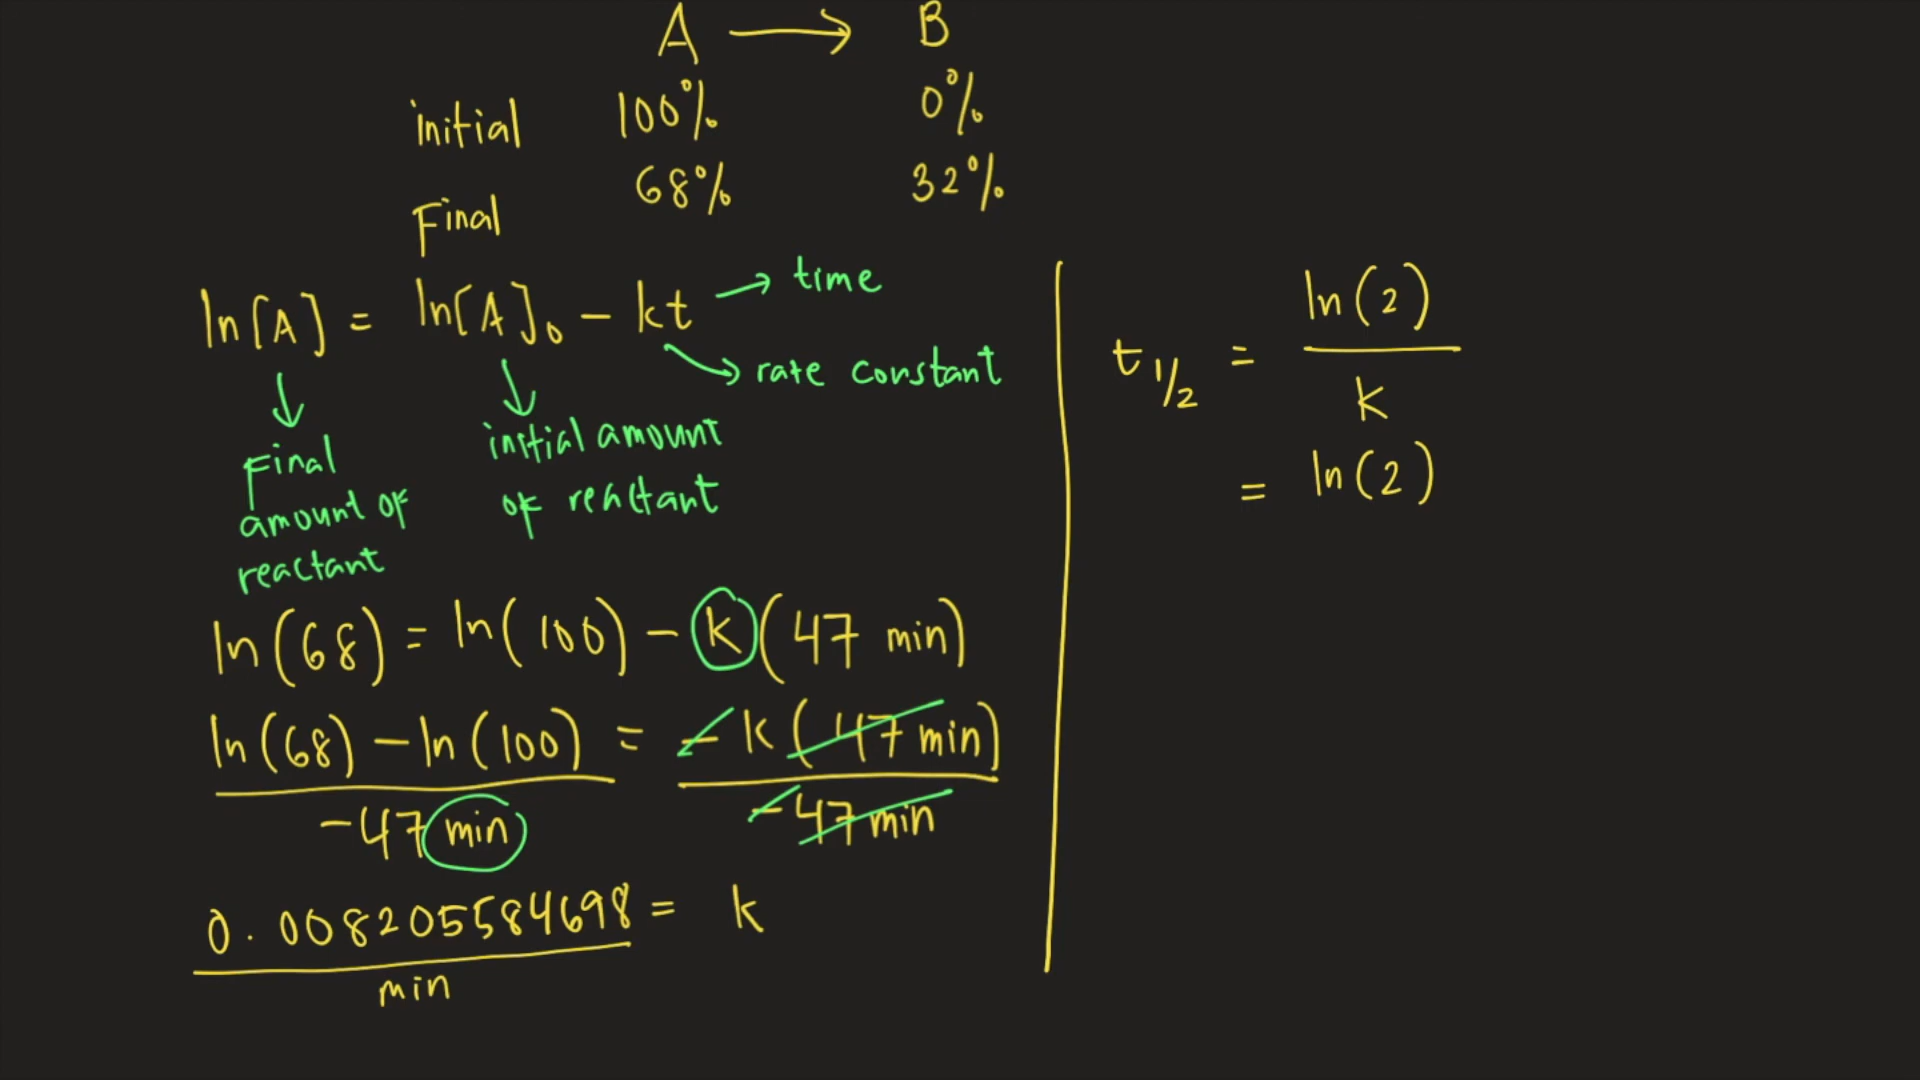 A → B
initial 100% 0%
Final 68% 32%
ln[A] = ln[A]₀ - kt → time
→ rate constant
↓ Final amount of reactant
↓ initial amount of reactant
ln(68) = ln(100) - k(47 min)
ln(68) - ln(100) / -47 min = -k(47 min) / -47 min
0.008205584698 / min = k
t 1/2 = ln(2) / k
= ln(2)